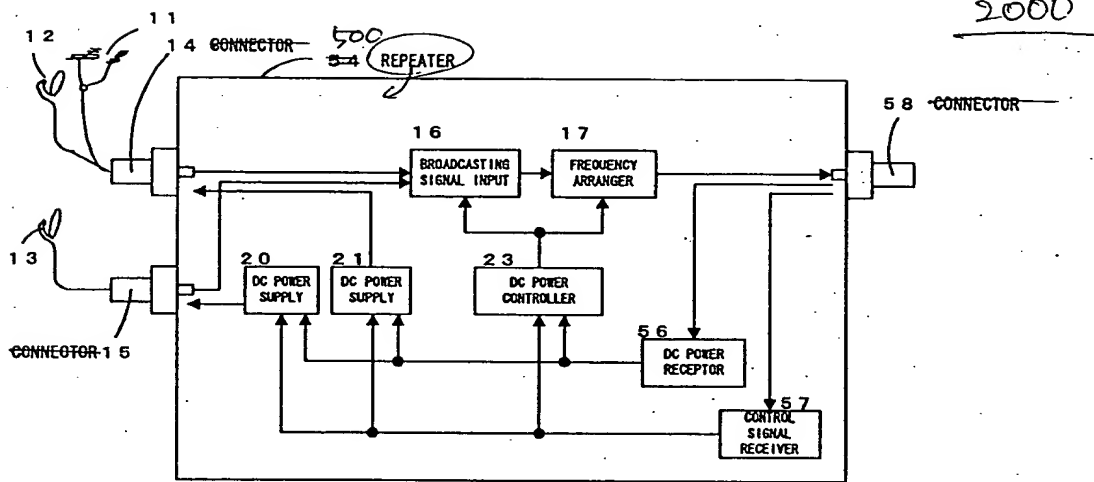 2000
11
12
14 CONNECTOR
500
54 REPEATER
58 CONNECTOR
16
17
BROADCASTING
SIGNAL INPUT
FREQUENCY
ARRANGER
13
20
21
23
DC POWER
SUPPLY
DC POWER
SUPPLY
DC POWER
CONTROLLER
CONNECTOR 15
56
DC POWER
RECEPTOR
57
CONTROL
SIGNAL
RECEIVER